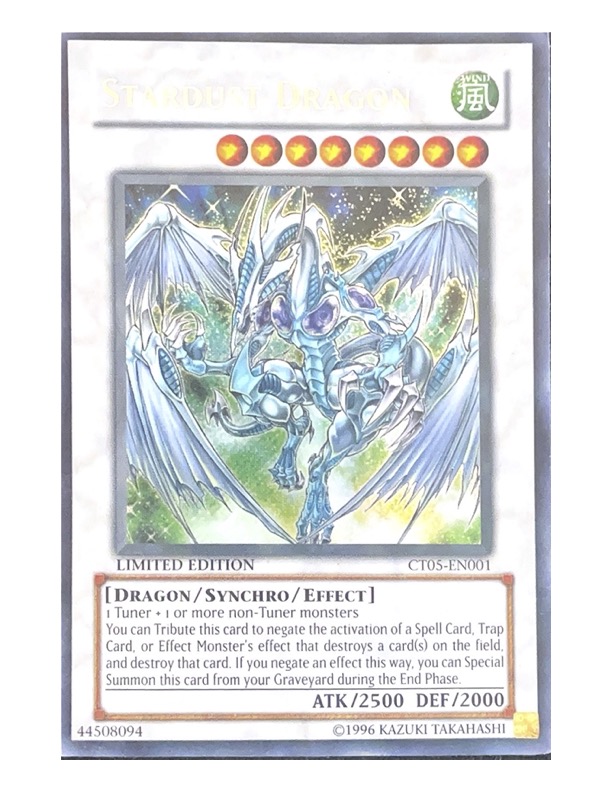 STARDUST DRAGON
WIND
風
LIMITED EDITION
CT05-EN001
[DRAGON/SYNCHRO/EFFECT]
1 Tuner + 1 or more non-Tuner monsters
You can Tribute this card to negate the activation of a Spell Card, Trap
Card, or Effect Monster's effect that destroys a card(s) on the field,
and destroy that card. If you negate an effect this way, you can Special
Summon this card from your Graveyard during the End Phase.
ATK/2500 DEF/2000
44508094
©1996 KAZUKI TAKAHASHI